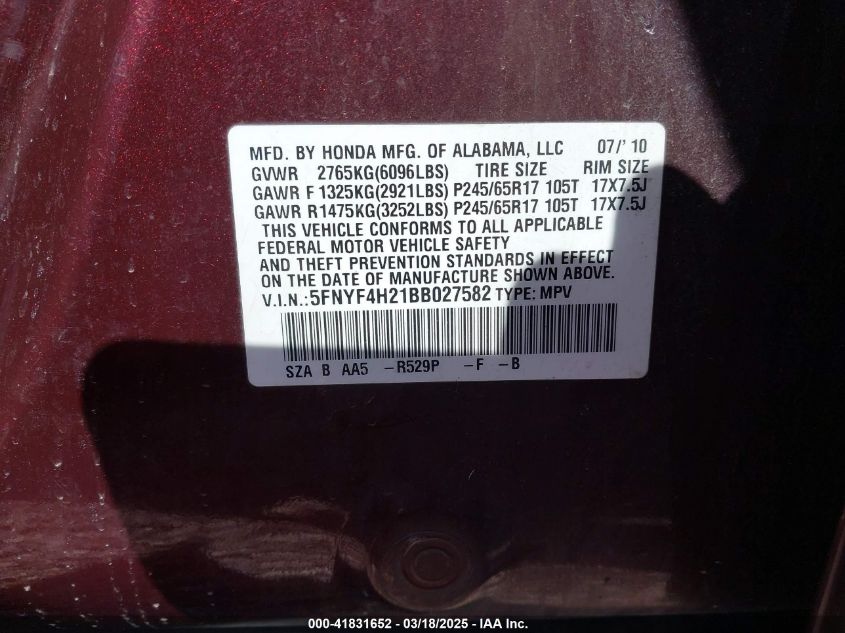 MFD. BY HONDA MFG. OF ALABAMA, LLC 07/' 10
GVWR 2765KG(6096LBS) TIRE SIZE RIM SIZE
GAWR F 1325KG(2921LBS) P245/65R17 105T 17X7.5J
GAWR R1475KG(3252LBS) P245/65R17 105T 17X7.5J
THIS VEHICLE CONFORMS TO ALL APPLICABLE
FEDERAL MOTOR VEHICLE SAFETY
AND THEFT PREVENTION STANDARDS IN EFFECT
ON THE DATE OF MANUFACTURE SHOWN ABOVE.
V.I.N.:5FNYF4H21BB027582 TYPE: MPV
SZA B AA5 -R529P -F -B
000-41831652 - 03/18/2025 - IAA Inc.